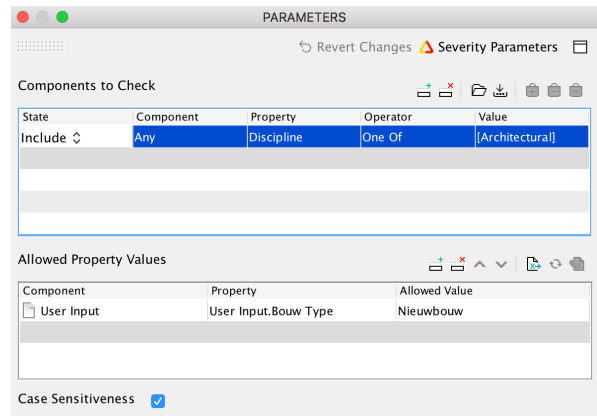 PARAMETERS
Revert Changes Severity Parameters
Components to Check
State Component Property Operator Value
Include Any Discipline One Of [Architectural]
Allowed Property Values
Component Property Allowed Value
User Input User Input.Bouw Type Nieuwbouw
Case Sensitiveness